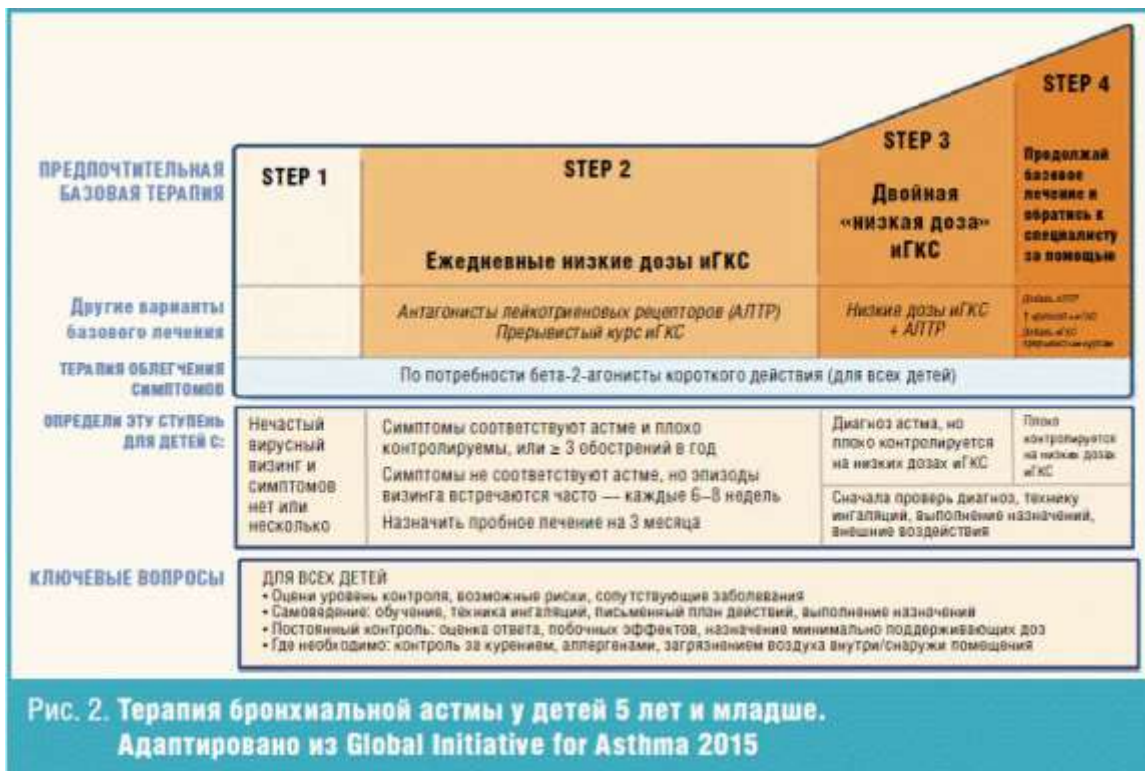 STEP 4
STEP 3
STEP 2
STEP 1
ПРЕДПОЧТИТЕЛЬНАЯ
БАЗОВАЯ ТЕРАПИЯ
Ежедневные низкие дозы иГКС
Двойная
«низкая доза»
иГКС
Продолжай
базовое
лечение и
обратись к
специалисту
за помощью
Другие варианты
базового лечения
Антагонисты лейкотриеновых рецепторов (АЛТР)
Прерывистый курс иГКС
Низкие дозы иГКС
+ АЛТР
ТЕРАПИЯ ОБЛЕГЧЕНИЯ
СИМПТОМОВ
По потребности бета-2-агонисты короткого действия (для всех детей)
ОПРЕДЕЛИ ЭТУ СТУПЕНЬ
ДЛЯ ДЕТЕЙ С:
Нечастый
вирусный
визинг и
симптомов
нет или
несколько
Симптомы соответствуют астме и плохо
контролируемы, или ≥ 3 обострений в год
Симптомы не соответствуют астме, но эпизоды
визинга встречаются часто — каждые 6–8 недель
Назначить пробное лечение на 3 месяца
Диагноз астма, но
плохо контролируется
на низких дозах иГКС
Плохо
контролируется
на низких дозах
иГКС
Сначала проверь диагноз, технику
ингаляций, выполнение назначений,
внешние воздействия
КЛЮЧЕВЫЕ ВОПРОСЫ
ДЛЯ ВСЕХ ДЕТЕЙ
• Оцени уровень контроля, возможные риски, сопутствующие заболевания
• Самоведение: обучение, техника ингаляций, письменный план действий, выполнение назначений
• Постоянный контроль: оценка ответа, побочных эффектов, назначение минимально поддерживающих доз
• Где необходимо: контроль за курением, аллергенами, загрязнением воздуха внутри/снаружи помещения
Рис. 2. Терапия бронхиальной астмы у детей 5 лет и младше.
Адаптировано из Global Initiative for Asthma 2015